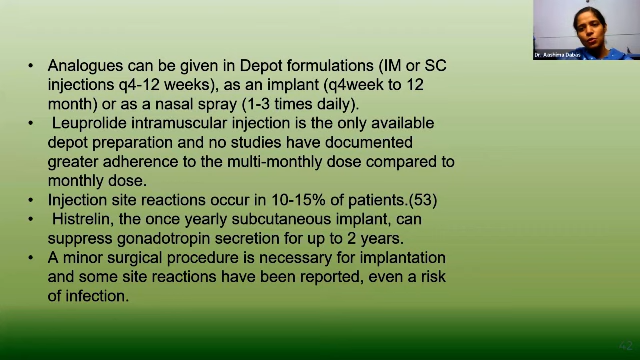 • Analogues can be given in Depot formulations (IM or SC
injections q4-12 weeks), as an implant (q4week to 12
month) or as a nasal spray (1-3 times daily).
• Leuprolide intramuscular injection is the only available
depot preparation and no studies have documented
greater adherence to the multi-monthly dose compared to
monthly dose.
• Injection site reactions occur in 10-15% of patients.(53)
• Histrelin, the once yearly subcutaneous implant, can
suppress gonadotropin secretion for up to 2 years.
• A minor surgical procedure is necessary for implantation
and some site reactions have been reported, even a risk
of infection.
Dr. Aashima Dabas
42